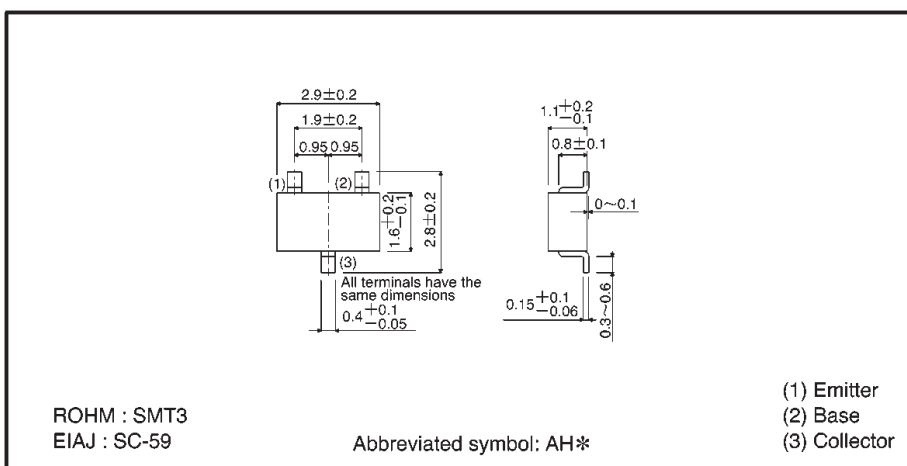 2.9±0.2
1.9±0.2
0.95 0.95
(1) (2)
1.6+0.2−0.1
2.8±0.2
(3)
All terminals have the
same dimensions
0.4+0.1−0.05
1.1+0.2−0.1
0.8±0.1
0~0.1
0.15+0.1−0.06
0.3~0.6
ROHM : SMT3
EIAJ : SC-59
Abbreviated symbol: AH*
(1) Emitter
(2) Base
(3) Collector